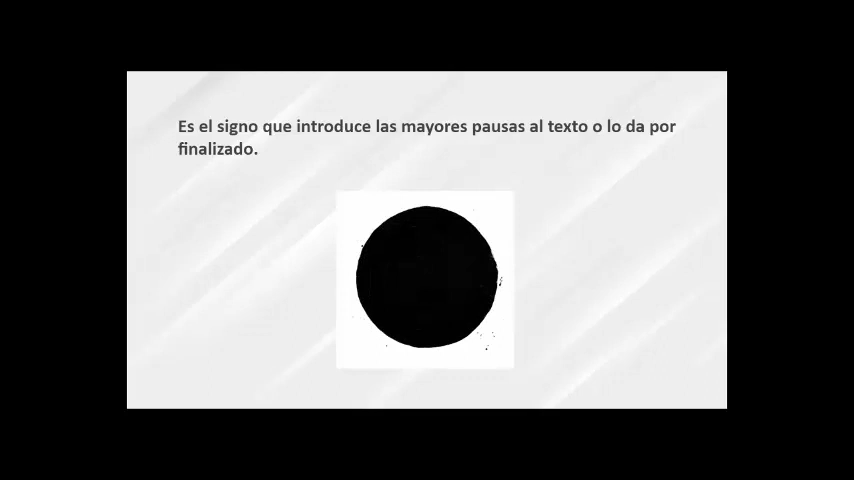 Es el signo que introduce las mayores pausas al texto o lo da por
finalizado.